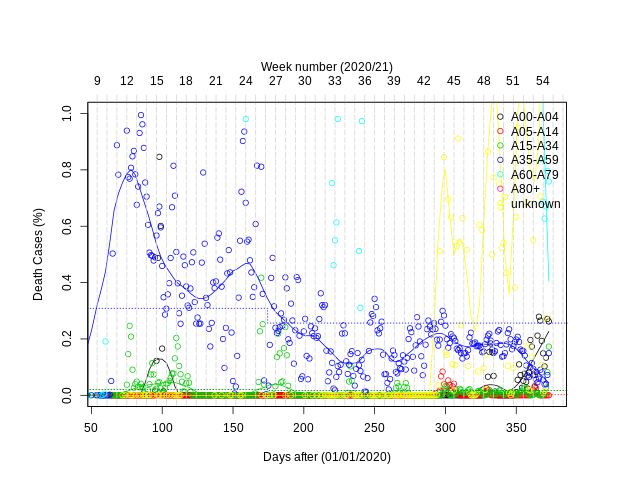 Week number (2020/21)
9 12 15 18 21 24 27 30 33 36 39 42 45 48 51 54
1.0
0.8
0.6
0.4
0.2
0.0
Death Cases (%)
A00-A04
A05-A14
A15-A34
A35-A59
A60-A79
A80+
unknown
50 100 150 200 250 300 350
Days after (01/01/2020)